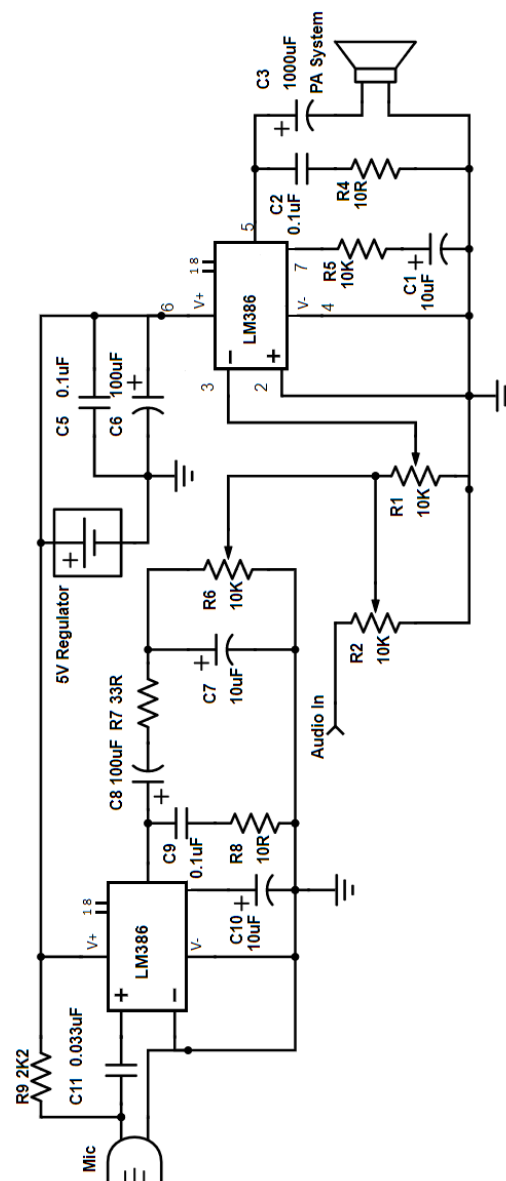 C3
1000uF
PA System
+
C2
0.1uF
R4
10R
5
1 8
LM386
V+
6
V-
4
7
R5
10K
+
C1
10uF
−
+
3
2
C5
0.1uF
C6
100uF
+
R1
10K
+
5V Regulator
R6
10K
R2
10K
Audio In
R7 33R
C7
10uF
+
C8 100uF
+
C9
0.1uF
R8
10R
1 8
LM386
V+
V-
+
−
C10
10uF
+
R9 2K2
C11 0.033uF
Mic